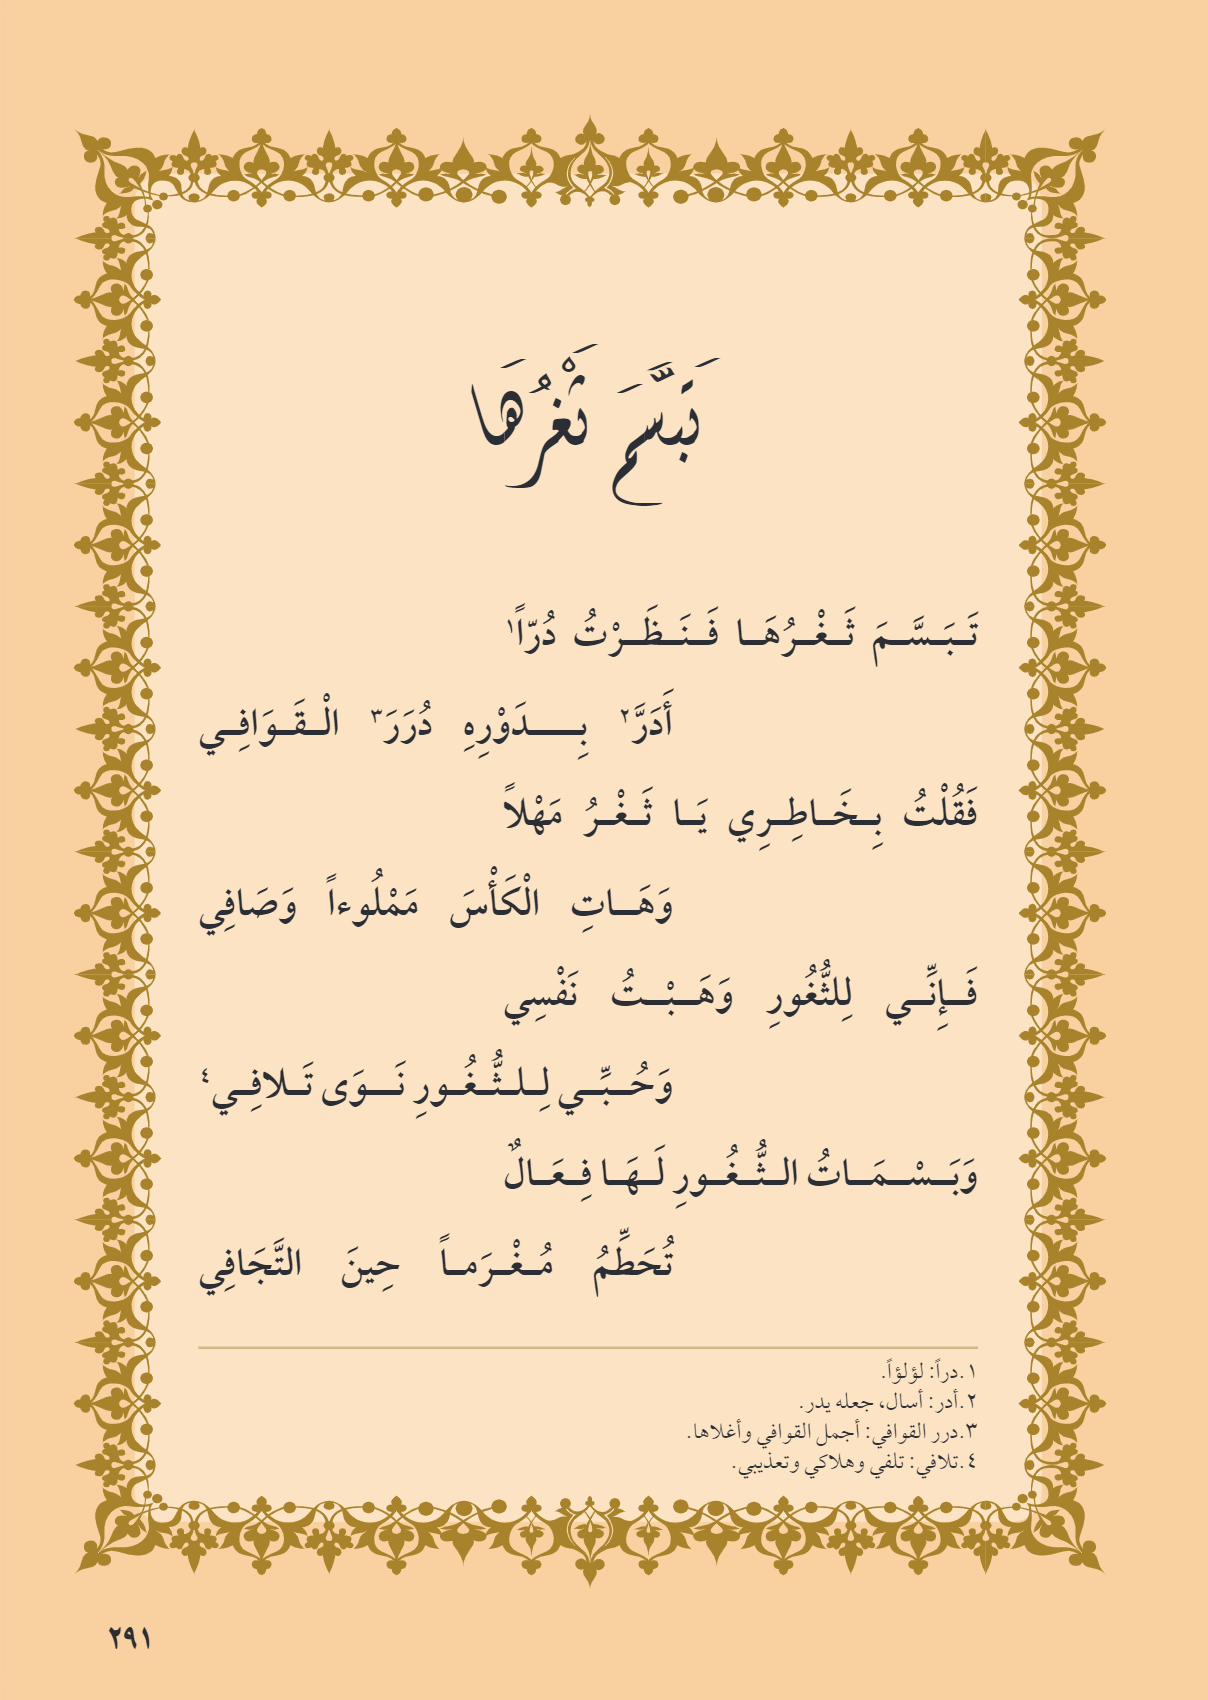 تَبَسَّمَ ثَغْرُهَا
تَبَسَّمَ ثَغْرُهَا فَنَظَرْتُ دُرّاً١
أَدَرَّ٢ بِدَوْرِهِ دُرَرَ٣ الْقَوَافِي
فَقُلْتُ بِخَاطِرِي يَا ثَغْرُ مَهْلاً
وَهَاتِ الْكَأْسَ مَمْلُوءاً وَصَافِي
فَإِنِّي لِلثُّغُورِ وَهَبْتُ نَفْسِي
وَحُبِّي لِلثُّغُورِ نَوَى تَلافِي٤
وَبَسْمَاتُ الثُّغُورِ لَهَا فِعَالٌ
تُحَطِّمُ مُغْرَماً حِينَ التَّجَافِي
١.دراً: لؤلؤاً.
٢.أدر: أسال، جعله يدر.
٣.درر القوافي: أجمل القوافي وأغلاها.
٤.تلافي: تلفي وهلاكي وتعذيبي.
٢٩١